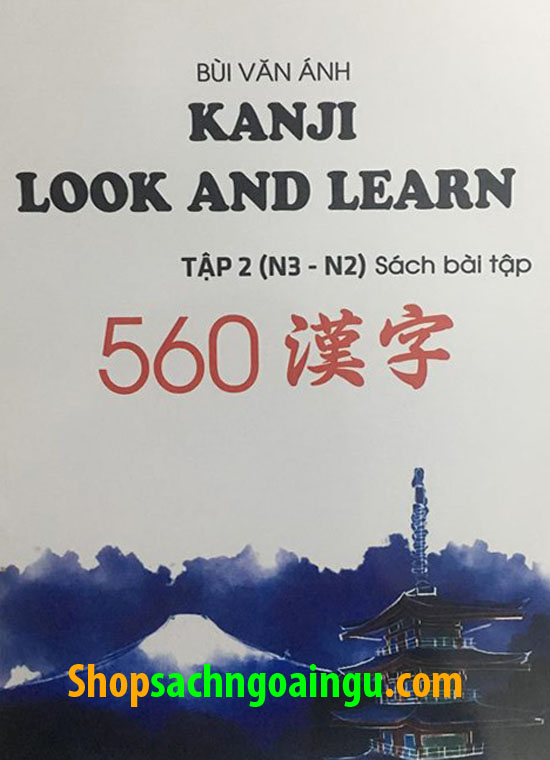 BÙI VĂN ÁNH
KANJI
LOOK AND LEARN
TẬP 2 (N3 - N2) Sách bài tập
560 漢字
Shopsachngoaingu.com